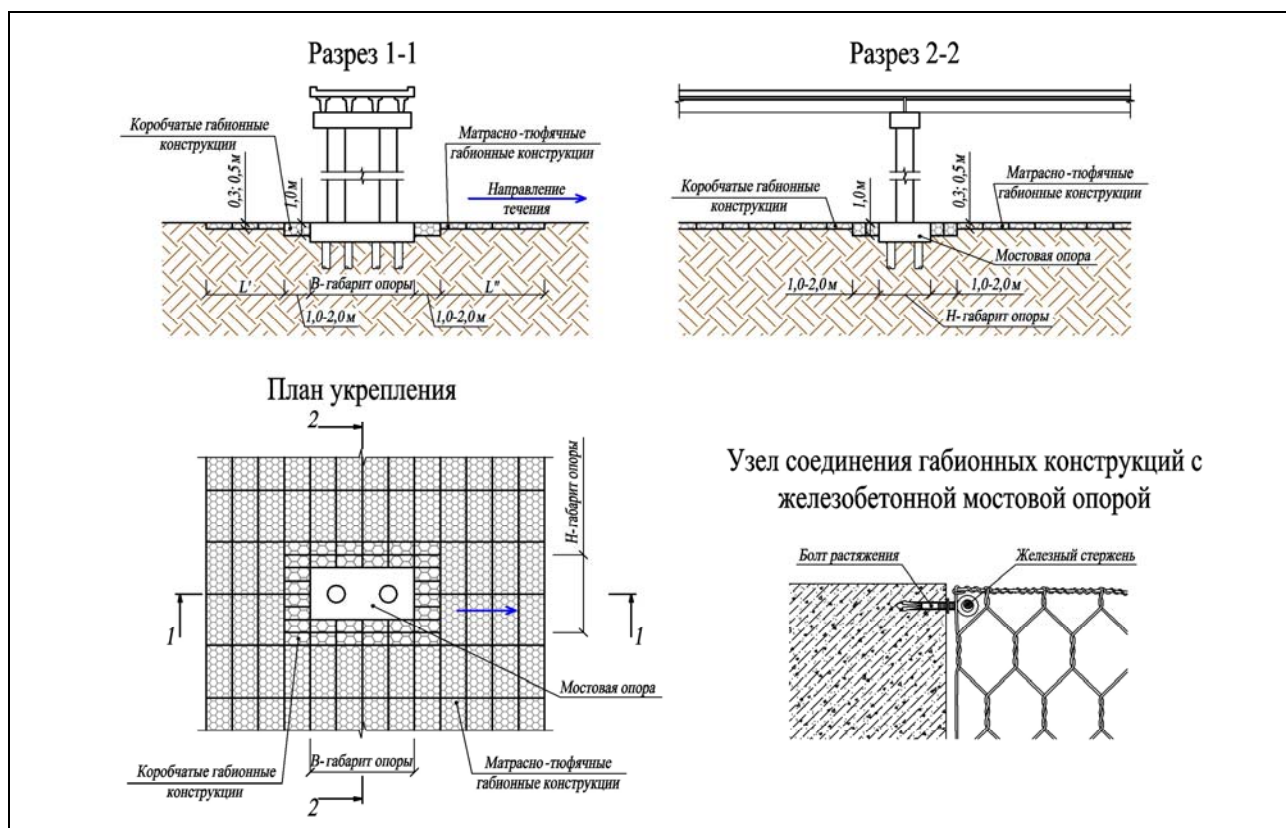 Разрез 1-1
Коробчатые габионные
конструкции
Матрасно-тюфячные
габионные конструкции
0,3; 0,5м
1,0м
Направление
течения
L'
В- габарит опоры
L"
1,0-2,0м
1,0-2,0м
Разрез 2-2
Коробчатые габионные
конструкции
1,0м
0,3; 0,5м
Матрасно-тюфячные
габионные конструкции
Мостовая опора
1,0-2,0м
1,0-2,0м
Н- габарит опоры
План укрепления
2
Н- габарит опоры
1
1
Мостовая опора
В- габарит опоры
Коробчатые габионные
конструкции
Матрасно-тюфячные
габионные конструкции
2
Узел соединения габионных конструкций с
железобетонной мостовой опорой
Болт растяжения
Железный стержень